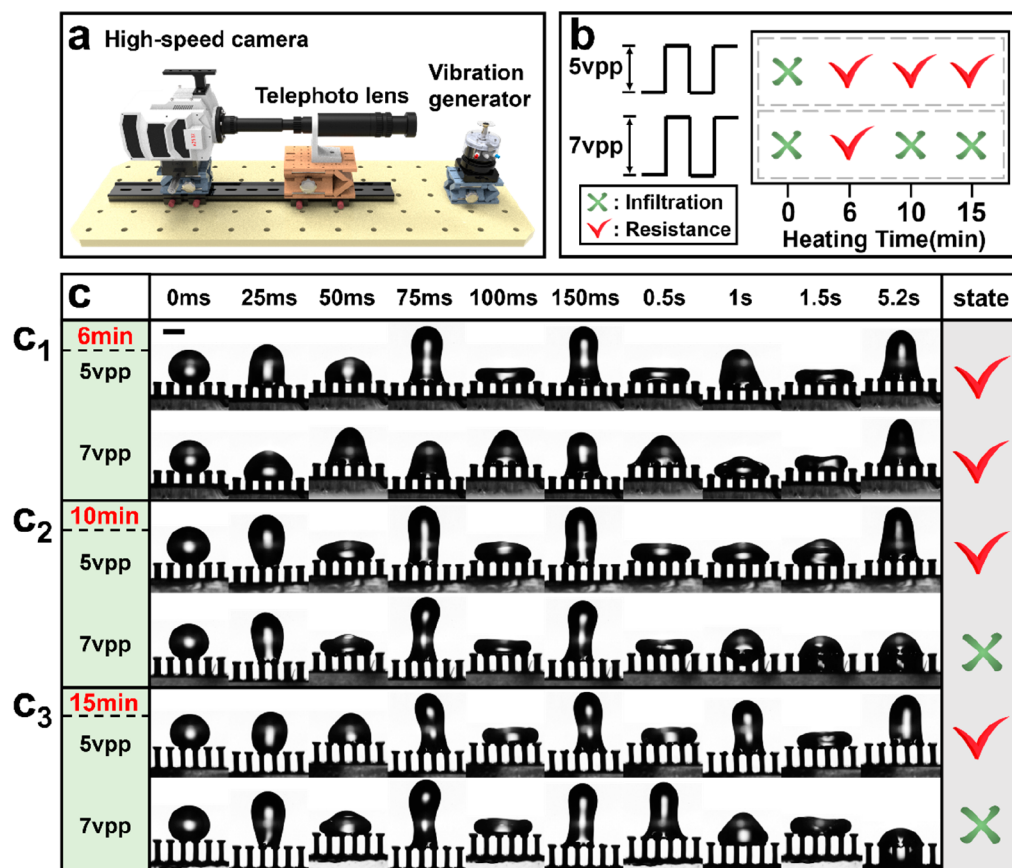 a High-speed camera
Telephoto lens
Vibration
generator
b
5vpp
7vpp
: Infiltration
: Resistance
0 6 10 15
Heating Time(min)
c 0ms 25ms 50ms 75ms 100ms 150ms 0.5s 1s 1.5s 5.2s state
C1 6min
5vpp
7vpp
C2 10min
5vpp
7vpp
C3 15min
5vpp
7vpp